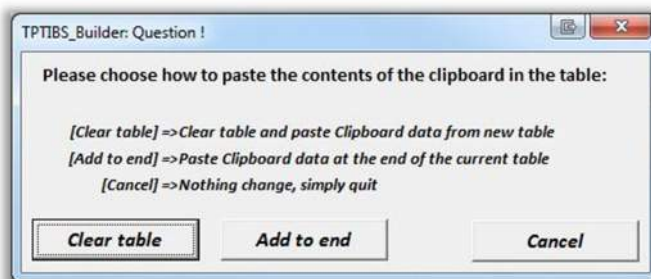 TPTIBS_Builder: Question !
Please choose how to paste the contents of the clipboard in the table:
[Clear table] =>Clear table and paste Clipboard data from new table
[Add to end] =>Paste Clipboard data at the end of the current table
[Cancel] =>Nothing change, simply quit
Clear table Add to end Cancel